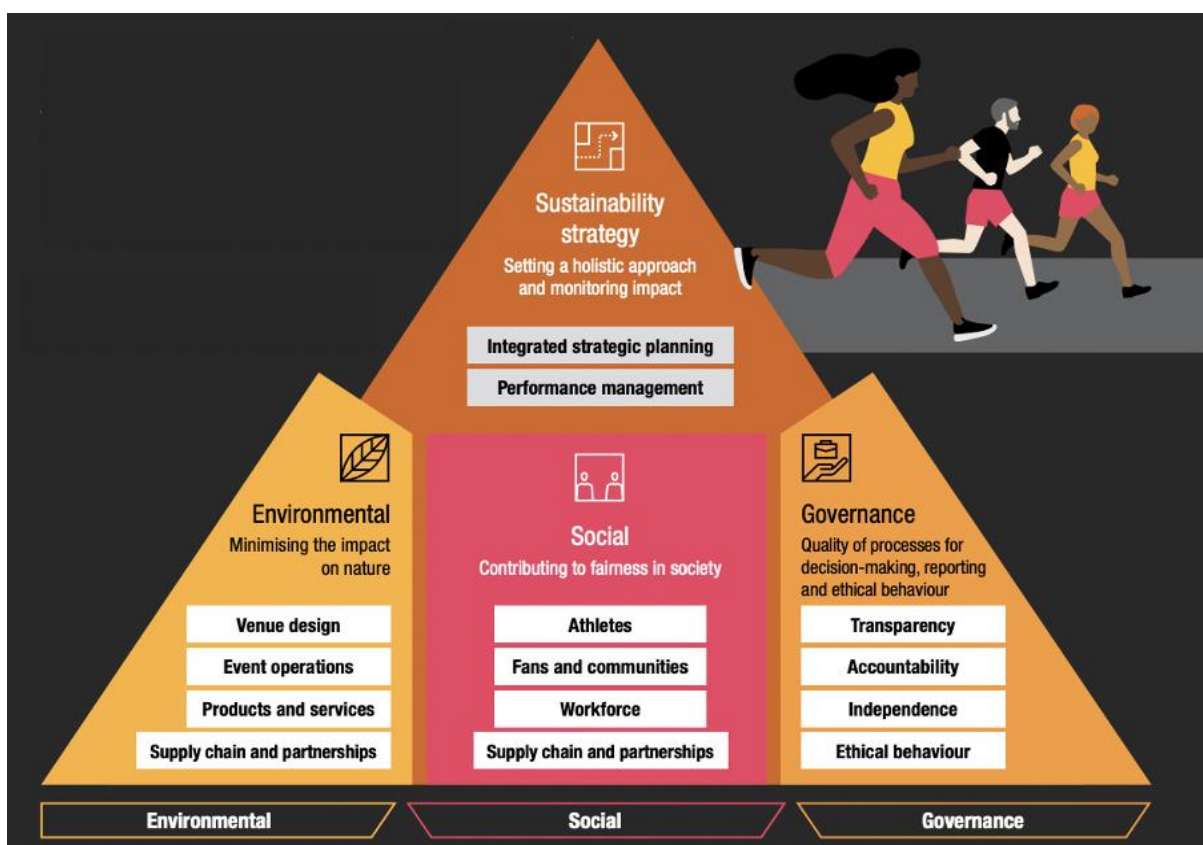 Sustainability
strategy
Setting a holistic approach
and monitoring impact
Integrated strategic planning
Performance management
Environmental
Minimising the impact
on nature
Venue design
Event operations
Products and services
Supply chain and partnerships
Social
Contributing to fairness in society
Athletes
Fans and communities
Workforce
Supply chain and partnerships
Governance
Quality of processes for
decision-making, reporting
and ethical behaviour
Transparency
Accountability
Independence
Ethical behaviour
Environmental
Social
Governance